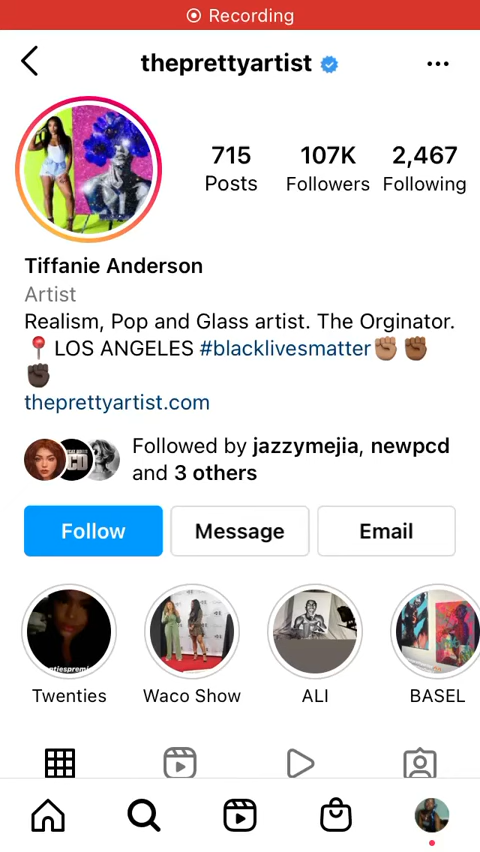 Recording
theprettyartist
715 107K 2,467
Posts Followers Following
Tiffanie Anderson
Artist
Realism, Pop and Glass artist. The Orginator.
📍 LOS ANGELES #blacklivesmatter✊🏽✊🏾
✊🏿
theprettyartist.com
Followed by jazzymejia, newpcd
and 3 others
Follow Message Email
Twenties Waco Show ALI BASEL